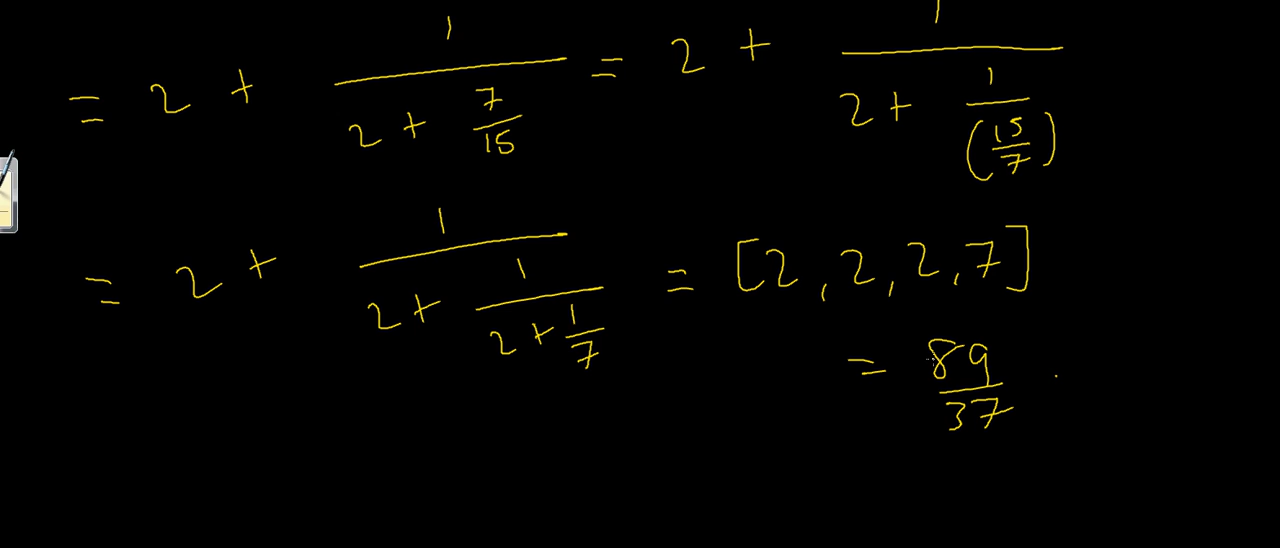 = 2 + 1/(2 + 7/15) = 2 + 1/(2 + 1/(15/7))
= 2 + 1/(2 + 1/(2 + 1/7)) = [2, 2, 2, 7]
= 89/37 .